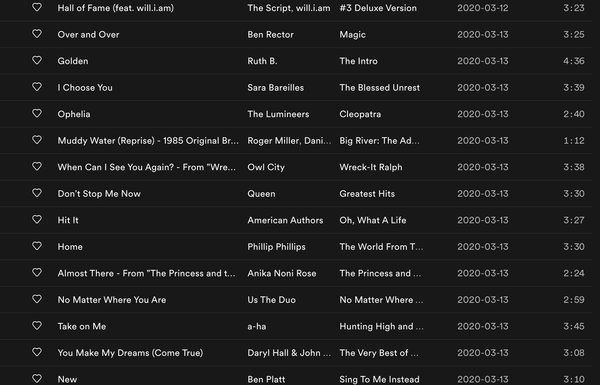 Hall of Fame (feat. will.i.am) The Script, will.i.am #3 Deluxe Version 2020-03-12 3:23
Over and Over Ben Rector Magic 2020-03-13 3:25
Golden Ruth B. The Intro 2020-03-13 4:36
I Choose You Sara Bareilles The Blessed Unrest 2020-03-13 3:39
Ophelia The Lumineers Cleopatra 2020-03-13 2:40
Muddy Water (Reprise) - 1985 Original Br... Roger Miller, Dani... Big River: The Ad... 2020-03-13 1:12
When Can I See You Again? - From "Wre... Owl City Wreck-It Ralph 2020-03-13 3:38
Don't Stop Me Now Queen Greatest Hits 2020-03-13 3:30
Hit It American Authors Oh, What A Life 2020-03-13 3:27
Home Phillip Phillips The World From T... 2020-03-13 3:30
Almost There - From "The Princess and t... Anika Noni Rose The Princess and ... 2020-03-13 2:24
No Matter Where You Are Us The Duo No Matter Where ... 2020-03-13 2:59
Take on Me a-ha Hunting High and ... 2020-03-13 3:45
You Make My Dreams (Come True) Daryl Hall & John ... The Very Best of ... 2020-03-13 3:08
New Ben Platt Sing To Me Instead 2020-03-13 3:10